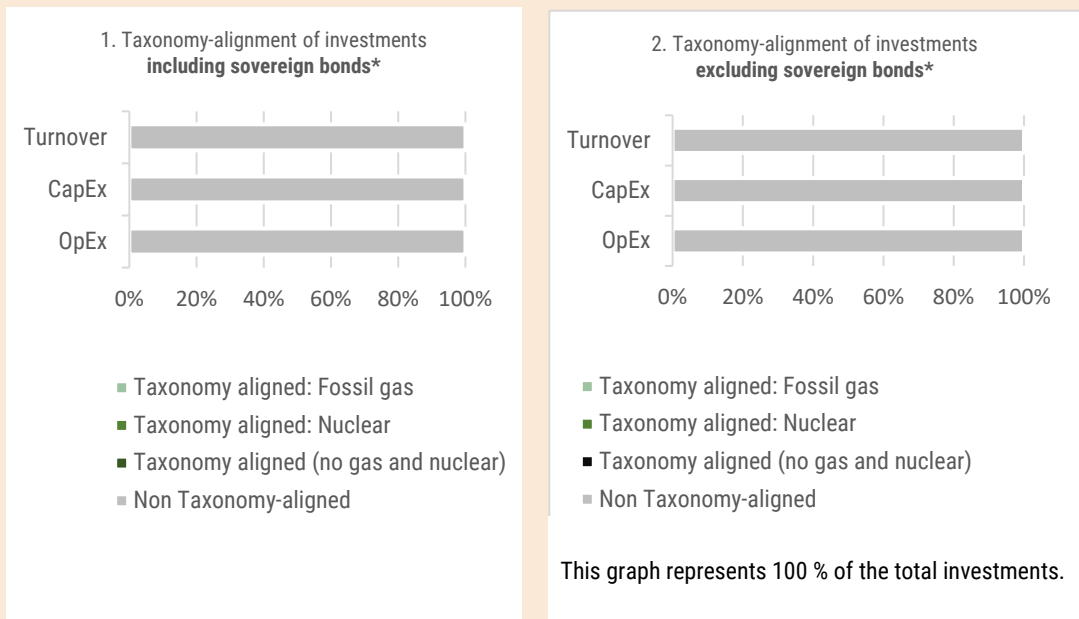 1. Taxonomy-alignment of investments
including sovereign bonds*
Turnover
CapEx
OpEx
0% 20% 40% 60% 80% 100%
Taxonomy aligned: Fossil gas
Taxonomy aligned: Nuclear
Taxonomy aligned (no gas and nuclear)
Non Taxonomy-aligned
2. Taxonomy-alignment of investments
excluding sovereign bonds*
Turnover
CapEx
OpEx
0% 20% 40% 60% 80% 100%
Taxonomy aligned: Fossil gas
Taxonomy aligned: Nuclear
Taxonomy aligned (no gas and nuclear)
Non Taxonomy-aligned
This graph represents 100 % of the total investments.